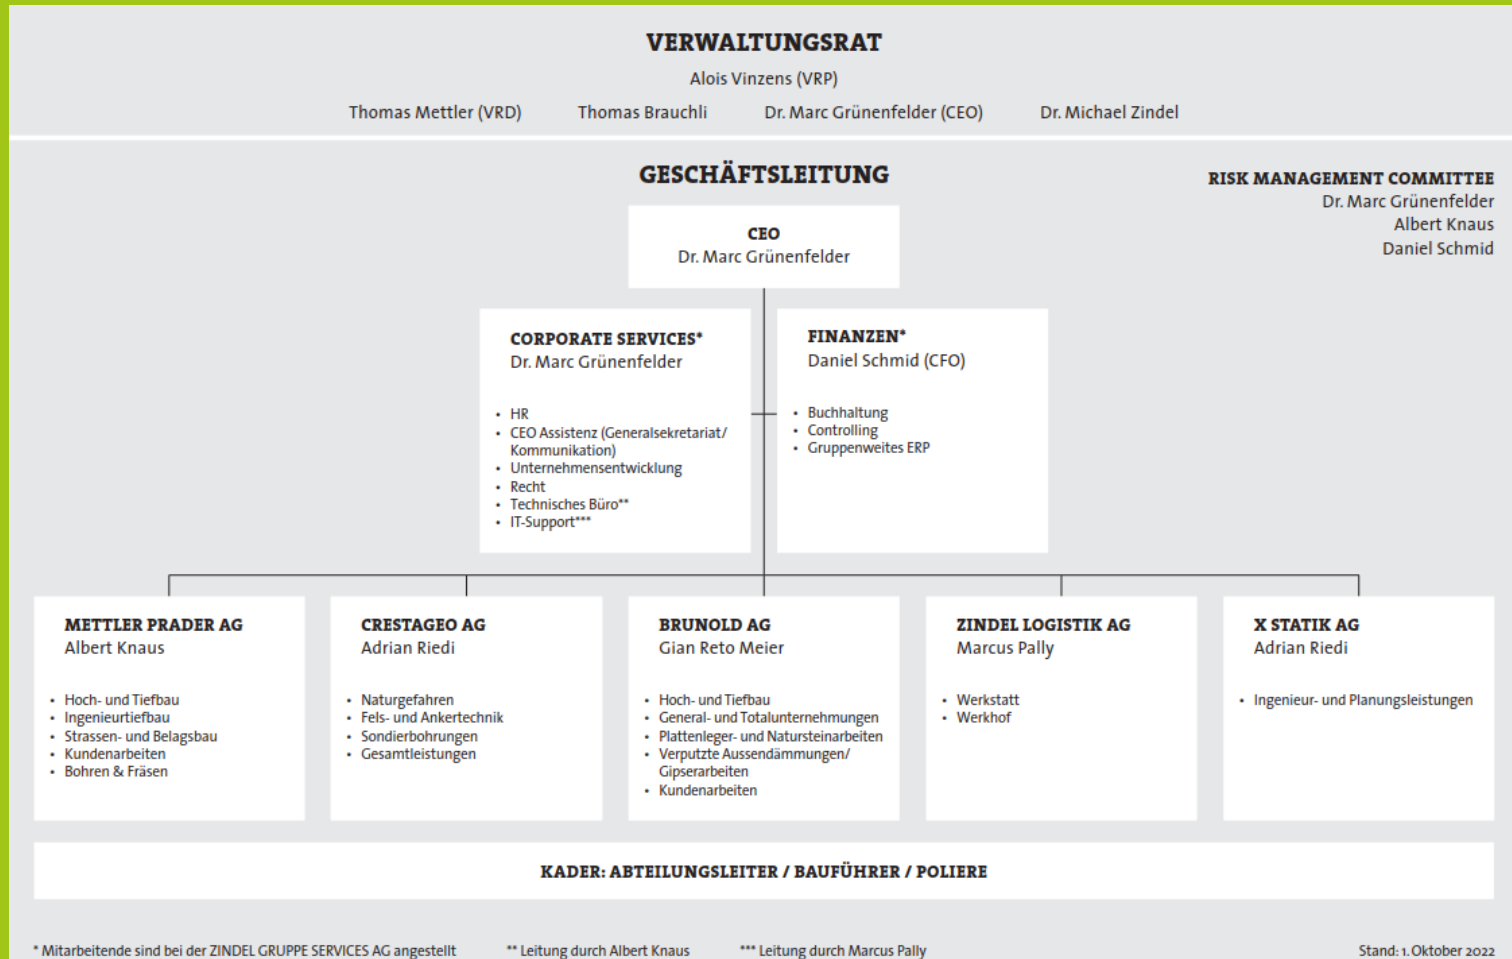 VERWALTUNGSRAT
Alois Vinzens (VRP)
Thomas Mettler (VRD) Thomas Brauchli Dr. Marc Grünenfelder (CEO) Dr. Michael Zindel
GESCHÄFTSLEITUNG
RISK MANAGEMENT COMMITTEE
Dr. Marc Grünenfelder
Albert Knaus
Daniel Schmid
CEO
Dr. Marc Grünenfelder
CORPORATE SERVICES*
Dr. Marc Grünenfelder
• HR
• CEO Assistenz (Generalsekretariat/
Kommunikation)
• Unternehmensentwicklung
• Recht
• Technisches Büro**
• IT-Support***
FINANZEN*
Daniel Schmid (CFO)
• Buchhaltung
• Controlling
• Gruppenweites ERP
METTLER PRADER AG
Albert Knaus
• Hoch- und Tiefbau
• Ingenieurtiefbau
• Strassen- und Belagsbau
• Kundenarbeiten
• Bohren & Fräsen
CRESTAGEO AG
Adrian Riedi
• Naturgefahren
• Fels- und Ankertechnik
• Sondierbohrungen
• Gesamtleistungen
BRUNOLD AG
Gian Reto Meier
• Hoch- und Tiefbau
• General- und Totalunternehmungen
• Plattenleger- und Natursteinarbeiten
• Verputzte Aussendämmungen/
Gipserarbeiten
• Kundenarbeiten
ZINDEL LOGISTIK AG
Marcus Pally
• Werkstatt
• Werkhof
X STATIK AG
Adrian Riedi
• Ingenieur- und Planungsleistungen
KADER: ABTEILUNGSLEITER / BAUFÜHRER / POLIERE
* Mitarbeitende sind bei der ZINDEL GRUPPE SERVICES AG angestellt ** Leitung durch Albert Knaus *** Leitung durch Marcus Pally Stand: 1. Oktober 2022